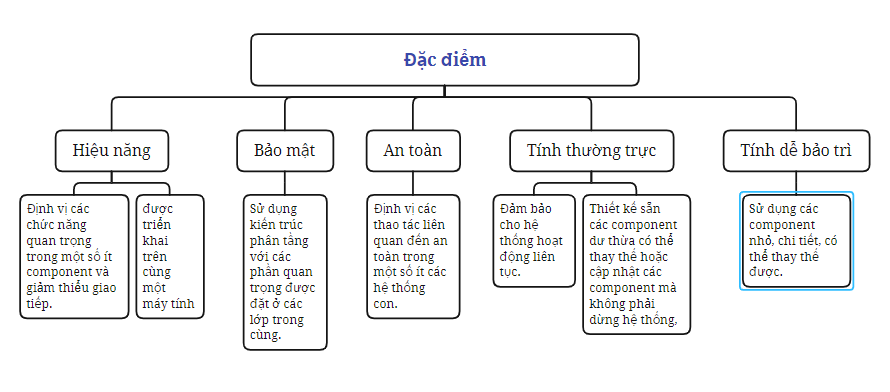 Đặc điểm
Hiệu năng
Bảo mật
An toàn
Tính thường trực
Tính dễ bảo trì
Định vị các
chức năng
quan trọng
trong một số ít
component và
giảm thiểu giao
tiếp.
được
triển
khai
trên
cùng
một
máy tính
Sử dụng
kiến trúc
phân tầng
với các
phần quan
trọng được
đặt ở các
lớp trong
cùng.
Định vị các
thao tác liên
quan đến an
toàn trong
một số ít các
hệ thống
con.
Đảm bảo
cho hệ
thống hoạt
động liên
tục.
Thiết kế sẵn
các component
dư thừa có thể
thay thế hoặc
cập nhật các
component mà
không phải
dừng hệ thống,
Sử dụng các
component
nhỏ, chi tiết, có
thể thay thế
được.